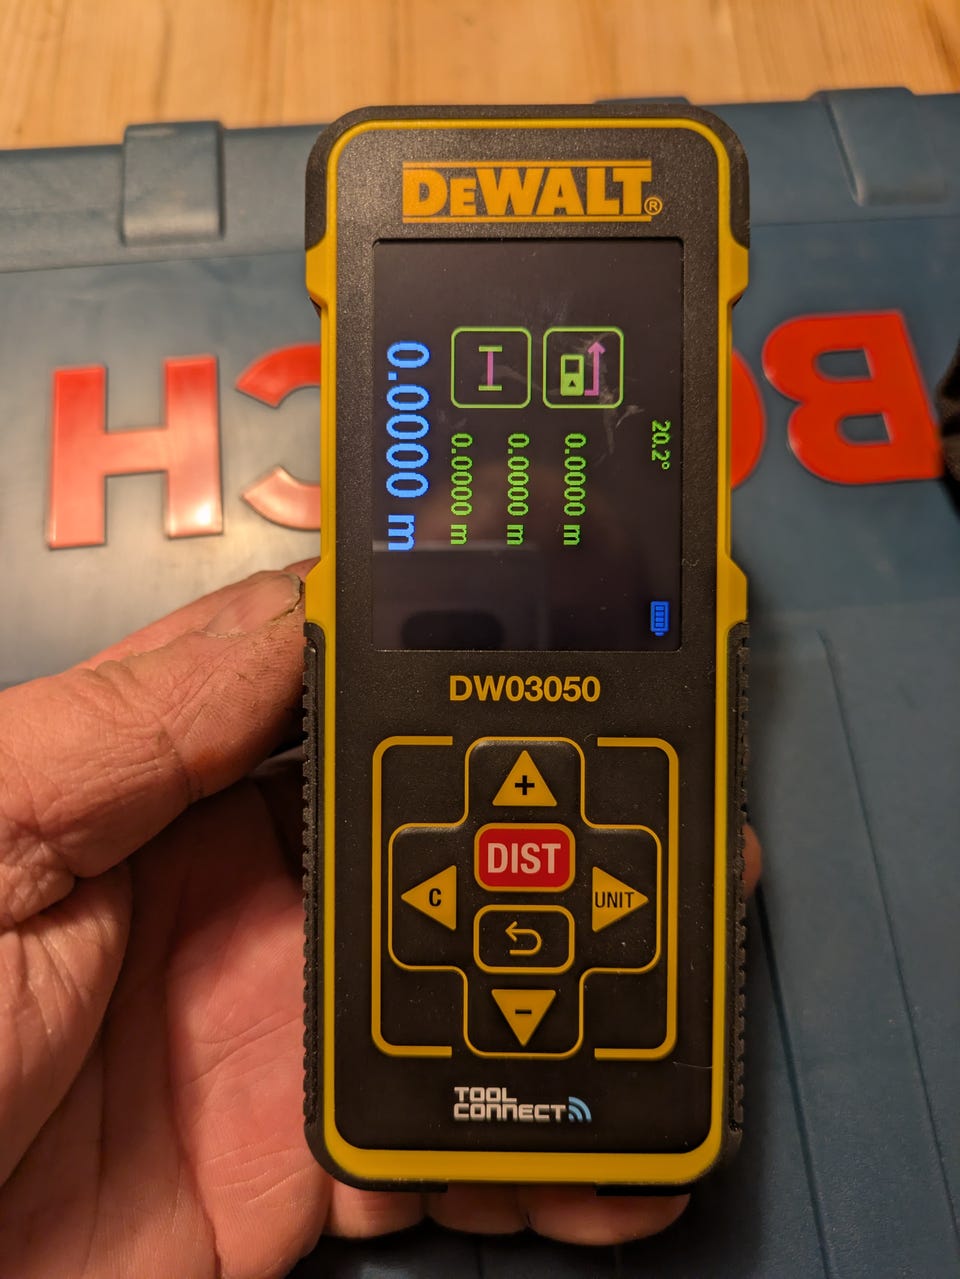 DEWALT®
20.2°
0.0000 m
0.0000 m
0.0000 m
0.0000 m
DW03050
+
DIST
C
UNIT
-
TOOL
CONNECT
BOSCH